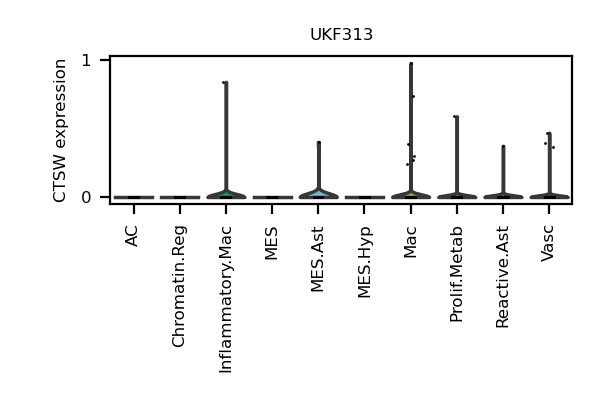 UKF313
CTSW expression
1
0
AC
Chromatin.Reg
Inflammatory.Mac
MES
MES.Ast
MES.Hyp
Mac
Prolif.Metab
Reactive.Ast
Vasc